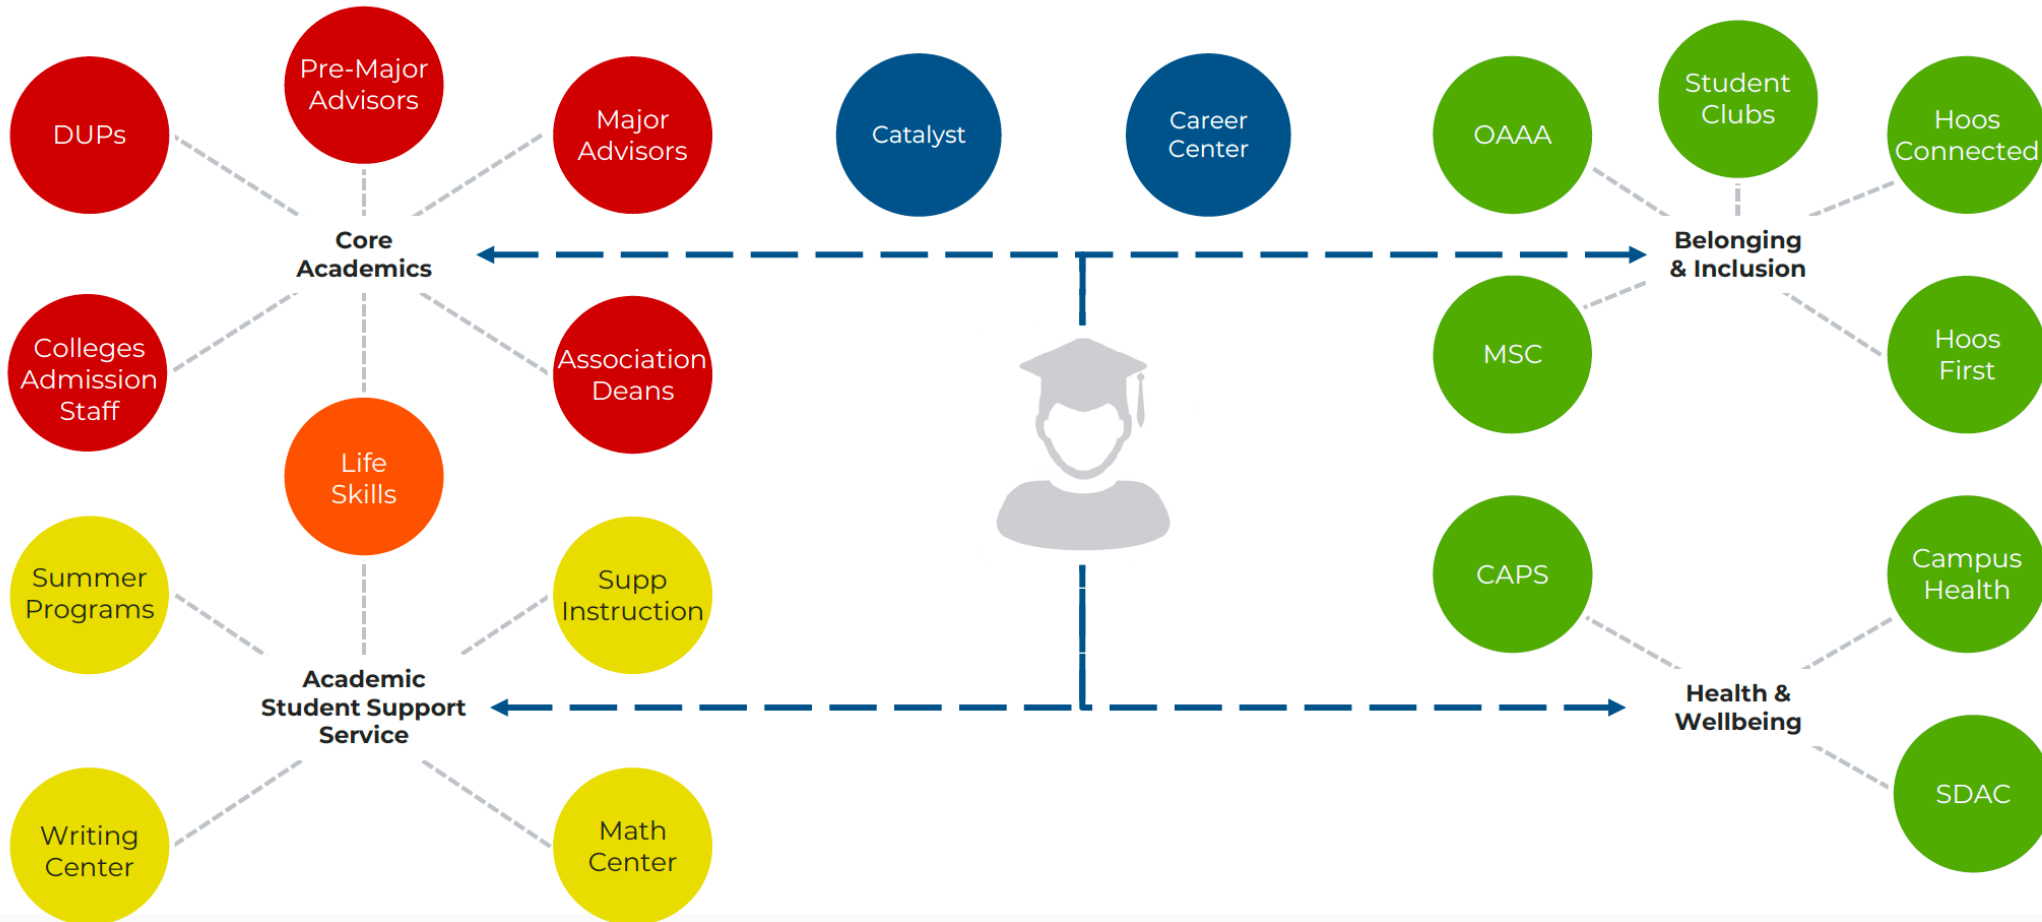 DUPs
Pre-Major
Advisors
Major
Advisors
Catalyst
Career
Center
OAAA
Student
Clubs
Hoos
Connected
Core
Academics
Belonging
& Inclusion
Colleges
Admission
Staff
Association
Deans
MSC
Hoos
First
Life
Skills
Summer
Programs
Supp
Instruction
CAPS
Campus
Health
Academic
Student Support
Service
Health &
Wellbeing
Writing
Center
Math
Center
SDAC